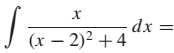 ∫ x / ((x − 2)² + 4) dx =